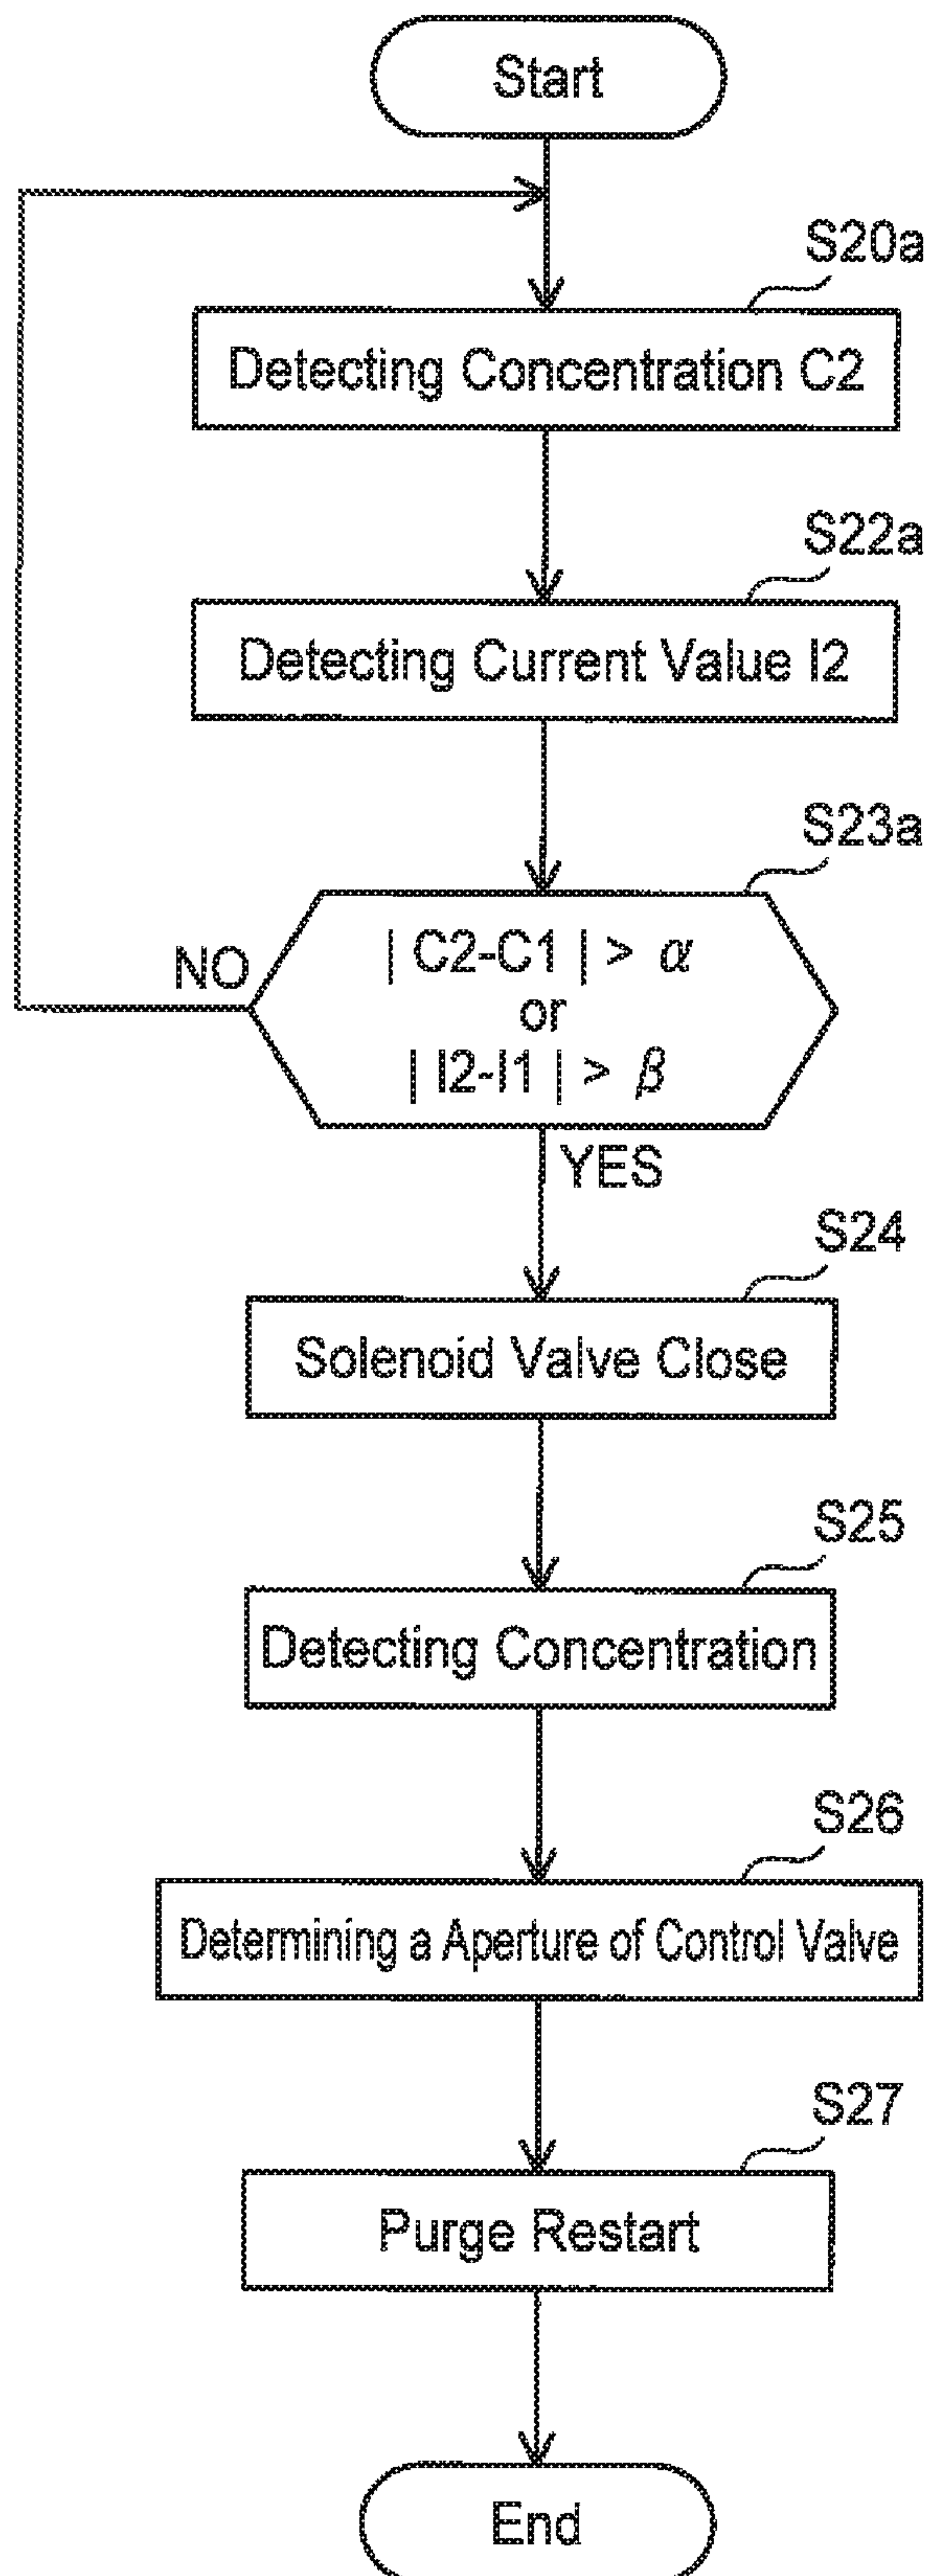 Start
S20a
Detecting Concentration C2
S22a
Detecting Current Value I2
S23a
| C2-C1 | > α
or
| I2-I1 | > β
NO
YES
S24
Solenoid Valve Close
S25
Detecting Concentration
S26
Determining a Aperture of Control Valve
S27
Purge Restart
End